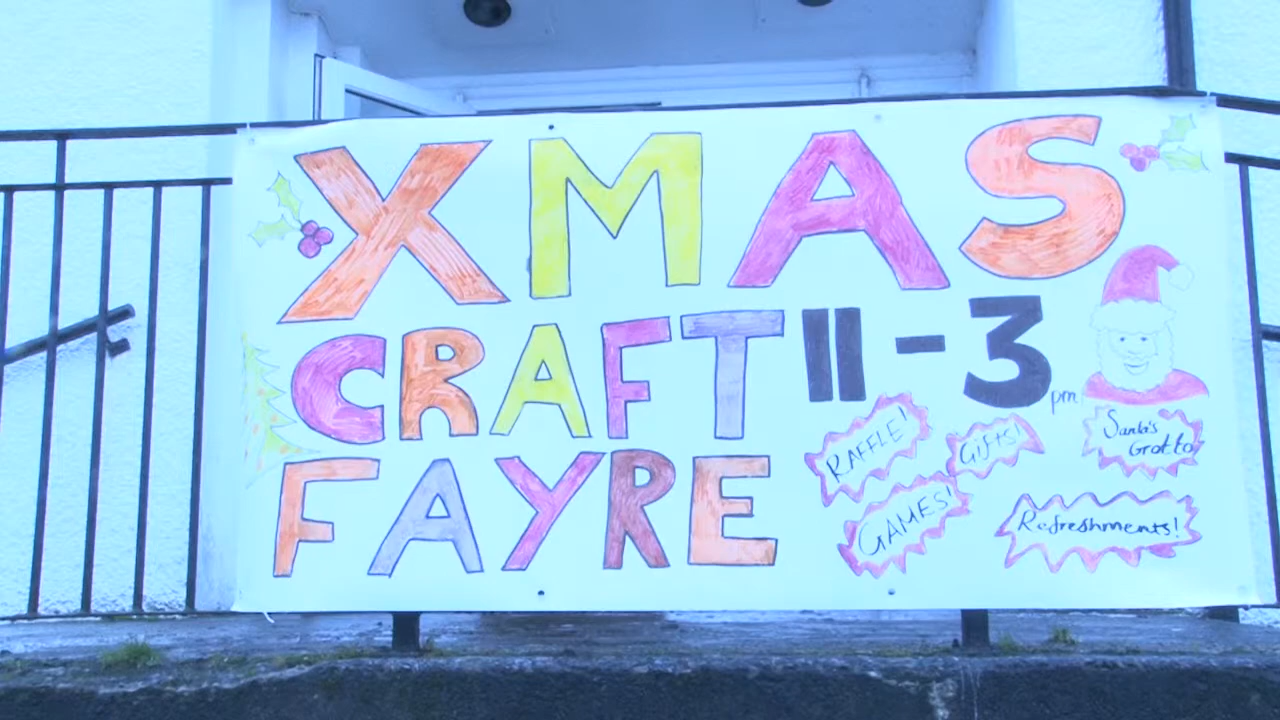 XMAS
CRAFT 11-3 pm
FAYRE
RAFFLE!
Gifts!
Santa's
Grotto
GAMES!
Refreshments!